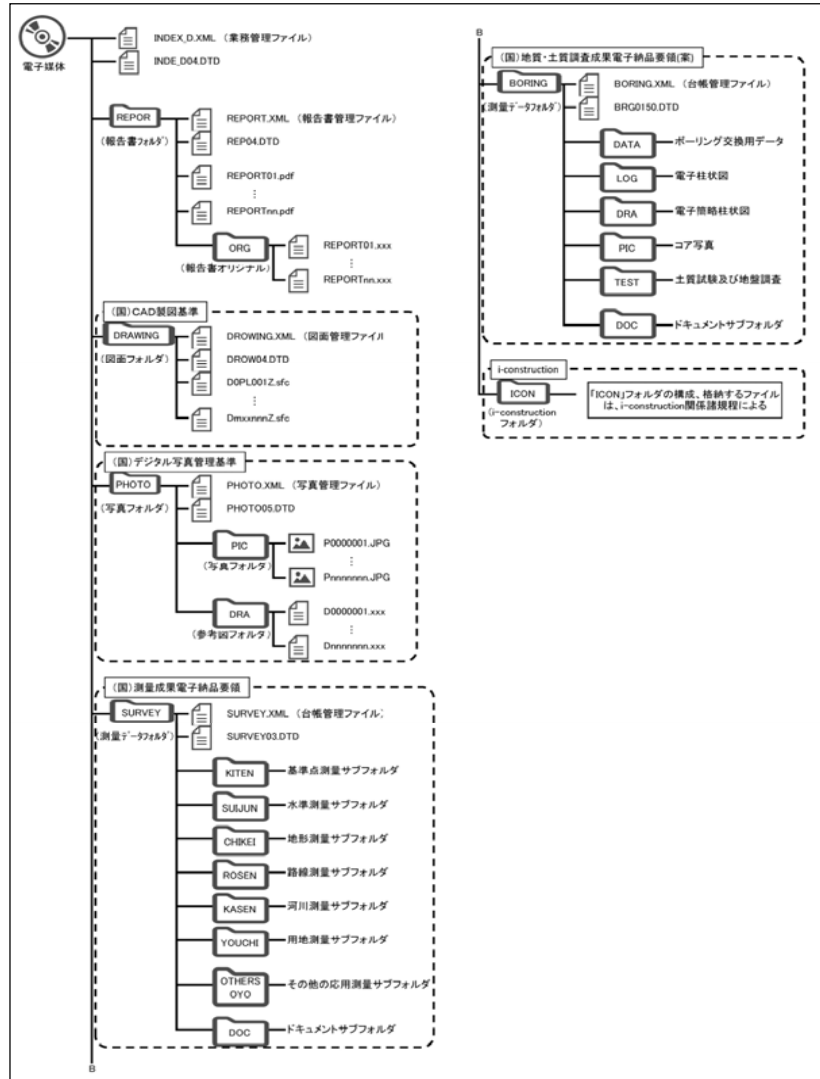 電子媒体
INDEX_D.XML (業務管理ファイル)
INDE_D04.DTD
REPOR
(報告書フォルダ)
REPORT.XML (報告書管理ファイル)
REP04.DTD
REPORT01.pdf
⋮
REPORTnn.pdf
ORG
(報告書オリジナル)
REPORT01.xxx
⋮
REPORTnn.xxx
(国)CAD製図基準
DRAWING
(図面フォルダ)
DROWING.XML (図面管理ファイル
DROW04.DTD
D0PL001Z.sfc
⋮
DmxxnnnZ.sfc
(国)デジタル写真管理基準
PHOTO
(写真フォルダ)
PHOTO.XML (写真管理ファイル)
PHOTO05.DTD
PIC
(写真フォルダ)
P0000001.JPG
⋮
Pnnnnnnn.JPG
DRA
(参考図フォルダ)
D0000001.xxx
⋮
Dnnnnnnn.xxx
(国)測量成果電子納品要領
SURVEY
(測量データフォルダ)
SURVEY.XML (台帳管理ファイル)
SURVEY03.DTD
KITEN
基準点測量サブフォルダ
SUIJUN
水準測量サブフォルダ
CHIKEI
地形測量サブフォルダ
ROSEN
路線測量サブフォルダ
KASEN
河川測量サブフォルダ
YOUCHI
用地測量サブフォルダ
OTHERS
OYO
その他の応用測量サブフォルダ
DOC
ドキュメントサブフォルダ
B
B
(国)地質・土質調査成果電子納品要領(案)
BORING
(測量データフォルダ)
BORING.XML (台帳管理ファイル)
BRG0150.DTD
DATA
ボーリング交換用データ
LOG
電子柱状図
DRA
電子簡略柱状図
PIC
コア写真
TEST
土質試験及び地盤調査
DOC
ドキュメントサブフォルダ
i-construction
ICON
(i-construction
フォルダ)
「ICON」フォルダの構成、格納するファイル
は、i-construction関係諸規程による